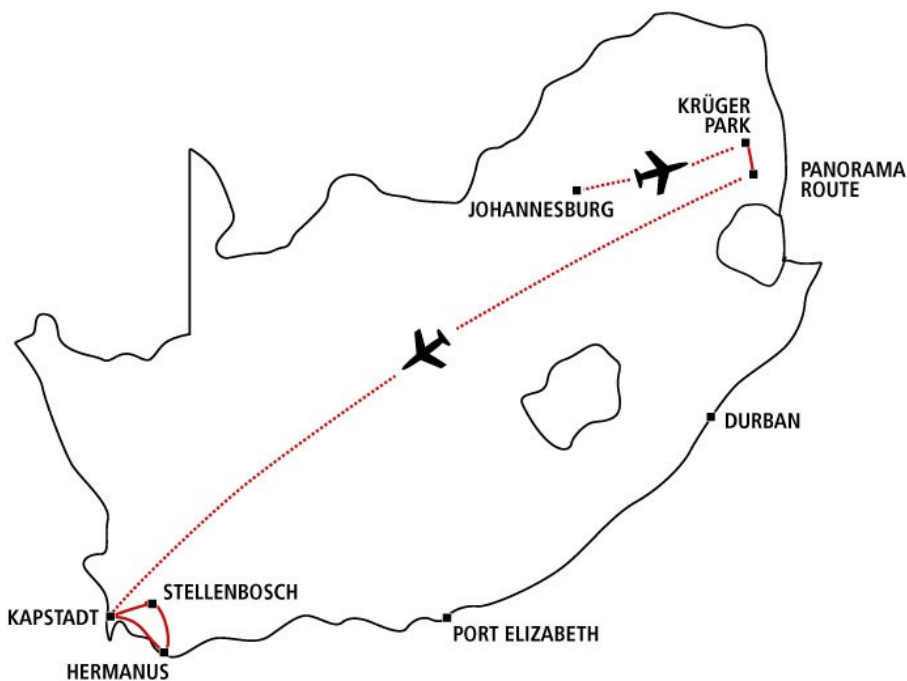 KRÜGER
PARK
PANORAMA
ROUTE
JOHANNESBURG
DURBAN
STELLENBOSCH
KAPSTADT
PORT ELIZABETH
HERMANUS